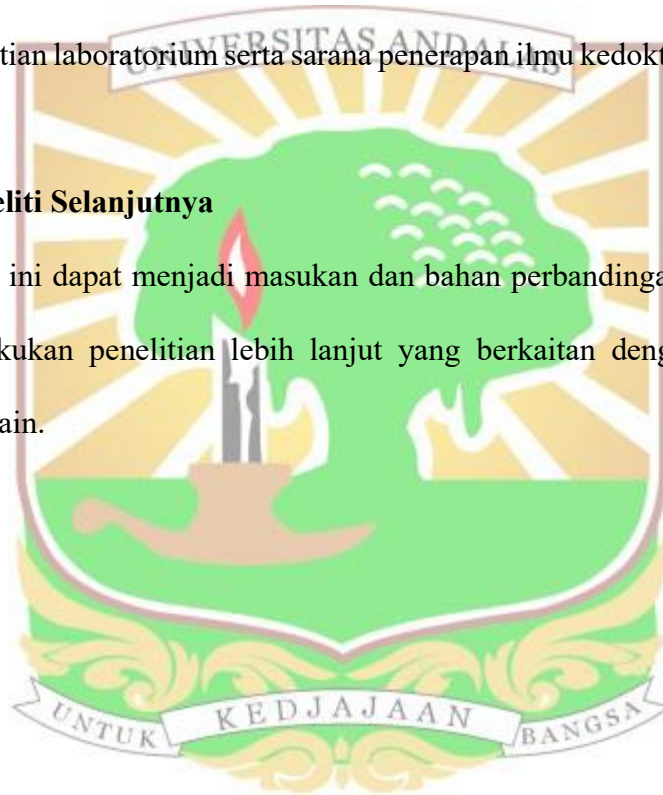 UNIVERSITAS ANDALAS
tian laboratorium serta sarana penerapan ilmu kedokt
eliti Selanjutnya
ini dapat menjadi masukan dan bahan perbandinga
kukan penelitian lebih lanjut yang berkaitan deng
ain.
UNTUK KEDJAJAAN BANGSA